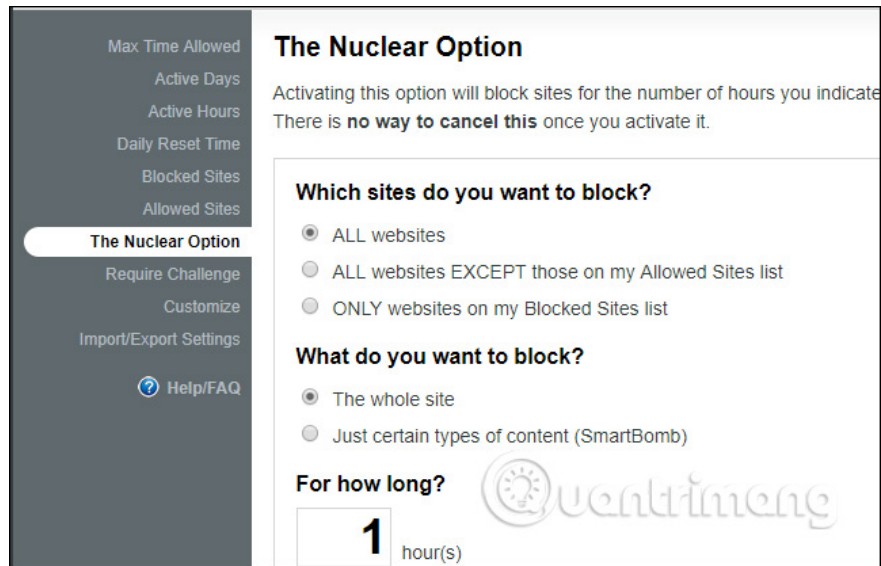 Max Time Allowed
Active Days
Active Hours
Daily Reset Time
Blocked Sites
Allowed Sites
The Nuclear Option
Require Challenge
Customize
Import/Export Settings
Help/FAQ
The Nuclear Option
Activating this option will block sites for the number of hours you indicate
There is no way to cancel this once you activate it.
Which sites do you want to block?
ALL websites
ALL websites EXCEPT those on my Allowed Sites list
ONLY websites on my Blocked Sites list
What do you want to block?
The whole site
Just certain types of content (SmartBomb)
For how long?
1 hour(s)
Quantrimang